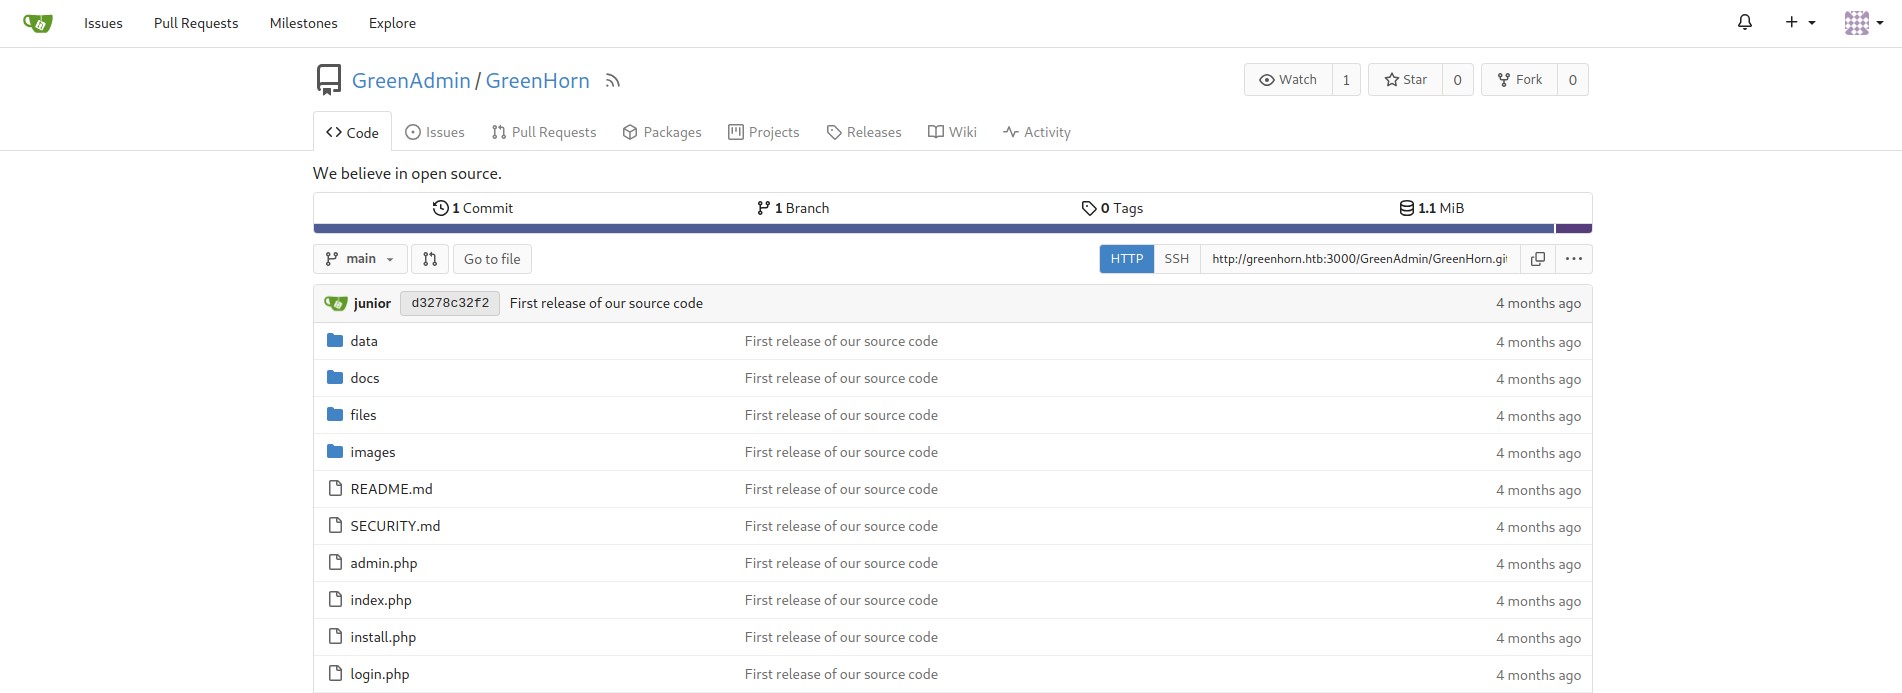 Issues Pull Requests Milestones Explore
GreenAdmin / GreenHorn Watch 1 Star 0 Fork 0
Code Issues Pull Requests Packages Projects Releases Wiki Activity
We believe in open source.
1 Commit 1 Branch 0 Tags 1.1 MiB
main Go to file HTTP SSH http://greenhorn.htb:3000/GreenAdmin/GreenHorn.git
junior d3278c32f2 First release of our source code 4 months ago
data First release of our source code 4 months ago
docs First release of our source code 4 months ago
files First release of our source code 4 months ago
images First release of our source code 4 months ago
README.md First release of our source code 4 months ago
SECURITY.md First release of our source code 4 months ago
admin.php First release of our source code 4 months ago
index.php First release of our source code 4 months ago
install.php First release of our source code 4 months ago
login.php First release of our source code 4 months ago